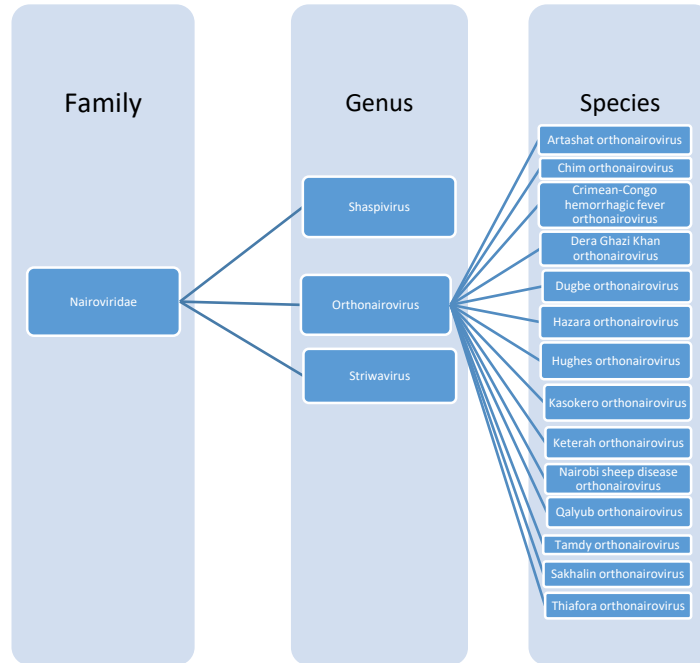 Family
Genus
Species
Nairoviridae
Shaspivirus
Orthonairovirus
Striwavirus
Artashat orthonairovirus
Chim orthonairovirus
Crimean-Congo
hemorrhagic fever
orthonairovirus
Dera Ghazi Khan
orthonairovirus
Dugbe orthonairovirus
Hazara orthonairovirus
Hughes orthonairovirus
Kasokero orthonairovirus
Keterah orthonairovirus
Nairobi sheep disease
orthonairovirus
Qalyub orthonairovirus
Tamdy orthonairovirus
Sakhalin orthonairovirus
Thiafora orthonairovirus